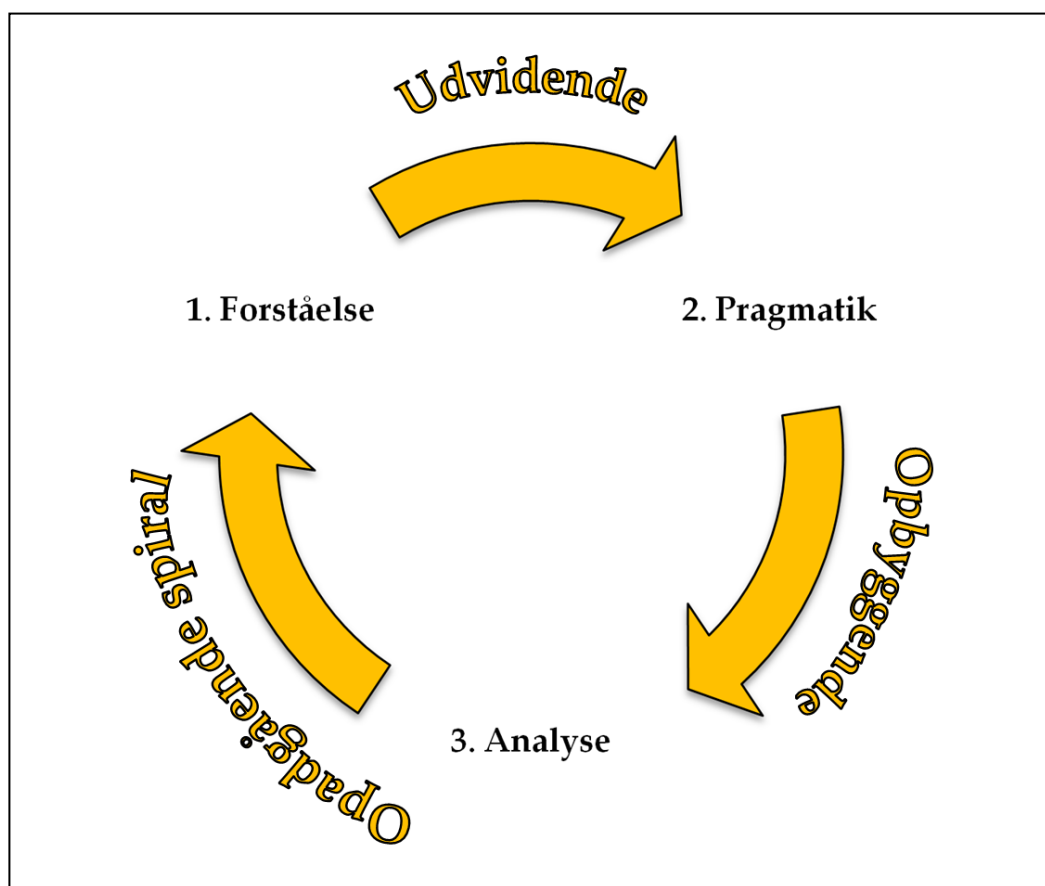 Udvidende
1. Forståelse
2. Pragmatik
Opbyggende
3. Analyse
Opadgående spiral